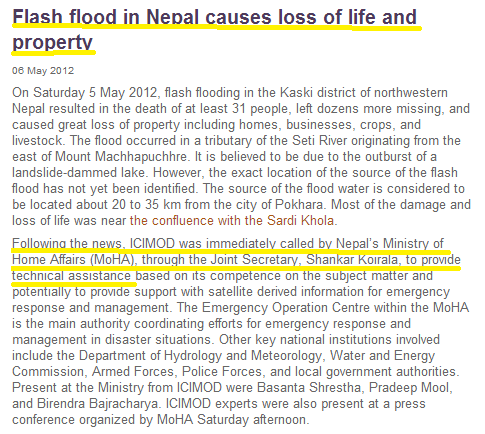 Flash flood in Nepal causes loss of life and
property
06 May 2012
On Saturday 5 May 2012, flash flooding in the Kaski district of northwestern
Nepal resulted in the death of at least 31 people, left dozens more missing, and
caused great loss of property including homes, businesses, crops, and
livestock. The flood occurred in a tributary of the Seti River originating from the
east of Mount Machhapuchhre. It is believed to be due to the outburst of a
landslide-dammed lake. However, the exact location of the source of the flash
flood has not yet been identified. The source of the flood water is considered to
be located about 20 to 35 km from the city of Pokhara. Most of the damage and
loss of life was near the confluence with the Sardi Khola.
Following the news, ICIMOD was immediately called by Nepal's Ministry of
Home Affairs (MoHA), through the Joint Secretary, Shankar Koirala, to provide
technical assistance based on its competence on the subject matter and
potentially to provide support with satellite derived information for emergency
response and management. The Emergency Operation Centre within the MoHA
is the main authority coordinating efforts for emergency response and
management in disaster situations. Other key national institutions involved
include the Department of Hydrology and Meteorology, Water and Energy
Commission, Armed Forces, Police Forces, and local government authorities.
Present at the Ministry from ICIMOD were Basanta Shrestha, Pradeep Mool,
and Birendra Bajracharya. ICIMOD experts were also present at a press
conference organized by MoHA Saturday afternoon.